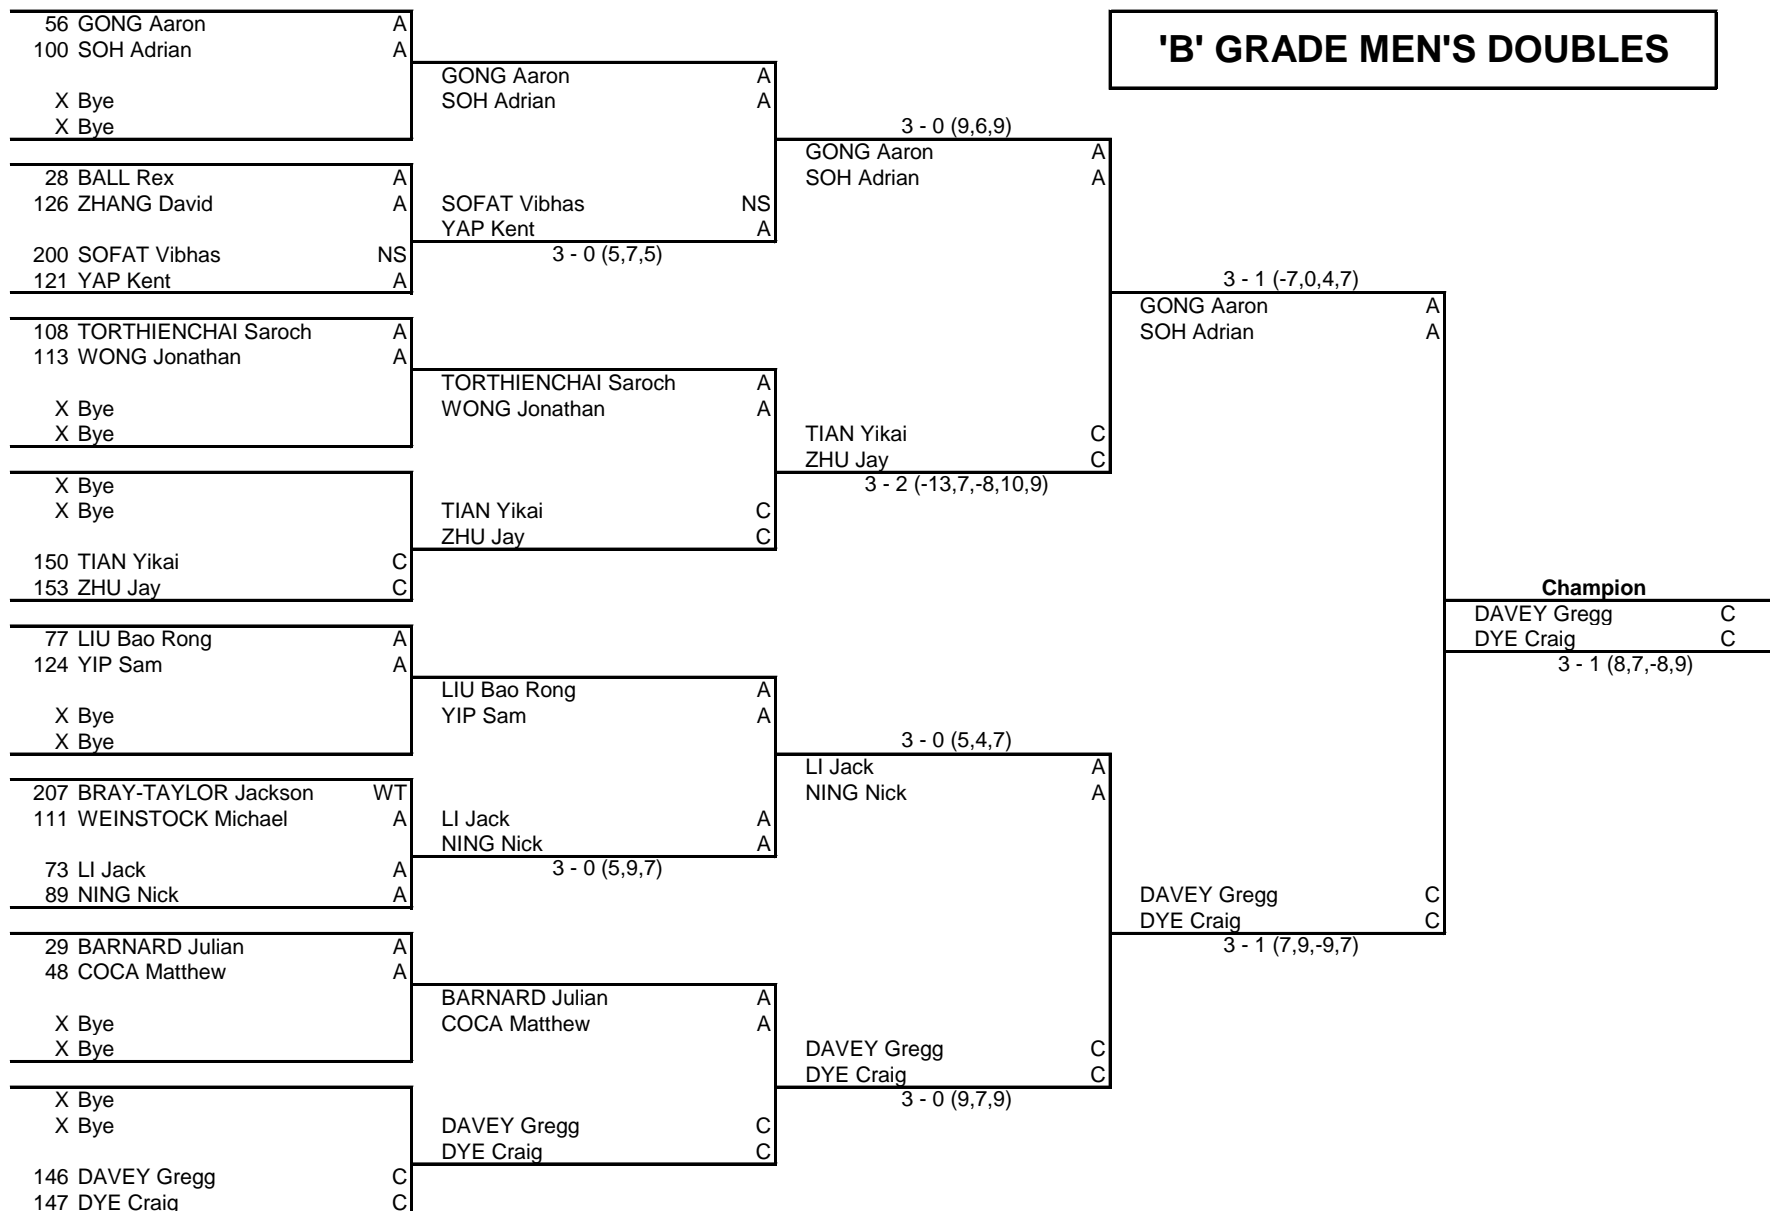 'B' GRADE MEN'S DOUBLES
56 GONG Aaron A
100 SOH Adrian A
X Bye
X Bye
28 BALL Rex A
126 ZHANG David A
200 SOFAT Vibhas NS
121 YAP Kent A
108 TORTHIENCHAI Saroch A
113 WONG Jonathan A
X Bye
X Bye
X Bye
X Bye
150 TIAN Yikai C
153 ZHU Jay C
77 LIU Bao Rong A
124 YIP Sam A
X Bye
X Bye
207 BRAY-TAYLOR Jackson WT
111 WEINSTOCK Michael A
73 LI Jack A
89 NING Nick A
29 BARNARD Julian A
48 COCA Matthew A
X Bye
X Bye
X Bye
X Bye
146 DAVEY Gregg C
147 DYE Craig C
GONG Aaron A
SOH Adrian A
SOFAT Vibhas NS
YAP Kent A
3 - 0 (5,7,5)
TORTHIENCHAI Saroch A
WONG Jonathan A
TIAN Yikai C
ZHU Jay C
LIU Bao Rong A
YIP Sam A
LI Jack A
NING Nick A
3 - 0 (5,9,7)
BARNARD Julian A
COCA Matthew A
DAVEY Gregg C
DYE Craig C
3 - 0 (9,6,9)
GONG Aaron A
SOH Adrian A
TIAN Yikai C
ZHU Jay C
3 - 2 (-13,7,-8,10,9)
3 - 0 (5,4,7)
LI Jack A
NING Nick A
DAVEY Gregg C
DYE Craig C
3 - 0 (9,7,9)
3 - 1 (-7,0,4,7)
GONG Aaron A
SOH Adrian A
DAVEY Gregg C
DYE Craig C
3 - 1 (7,9,-9,7)
Champion
DAVEY Gregg C
DYE Craig C
3 - 1 (8,7,-8,9)